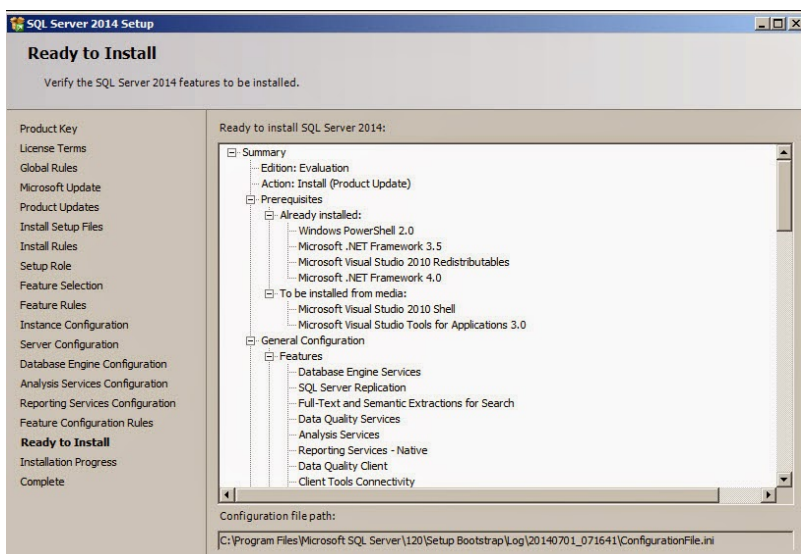 SQL Server 2014 Setup
Ready to Install
Verify the SQL Server 2014 features to be installed.
Product Key
License Terms
Global Rules
Microsoft Update
Product Updates
Install Setup Files
Install Rules
Setup Role
Feature Selection
Feature Rules
Instance Configuration
Server Configuration
Database Engine Configuration
Analysis Services Configuration
Reporting Services Configuration
Feature Configuration Rules
Ready to Install
Installation Progress
Complete
Ready to install SQL Server 2014:
Summary
Edition: Evaluation
Action: Install (Product Update)
Prerequisites
Already installed:
Windows PowerShell 2.0
Microsoft .NET Framework 3.5
Microsoft Visual Studio 2010 Redistributables
Microsoft .NET Framework 4.0
To be installed from media:
Microsoft Visual Studio 2010 Shell
Microsoft Visual Studio Tools for Applications 3.0
General Configuration
Features
Database Engine Services
SQL Server Replication
Full-Text and Semantic Extractions for Search
Data Quality Services
Analysis Services
Reporting Services - Native
Data Quality Client
Client Tools Connectivity
Configuration file path:
C:\Program Files\Microsoft SQL Server\120\Setup Bootstrap\Log\20140701_071641\ConfigurationFile.ini